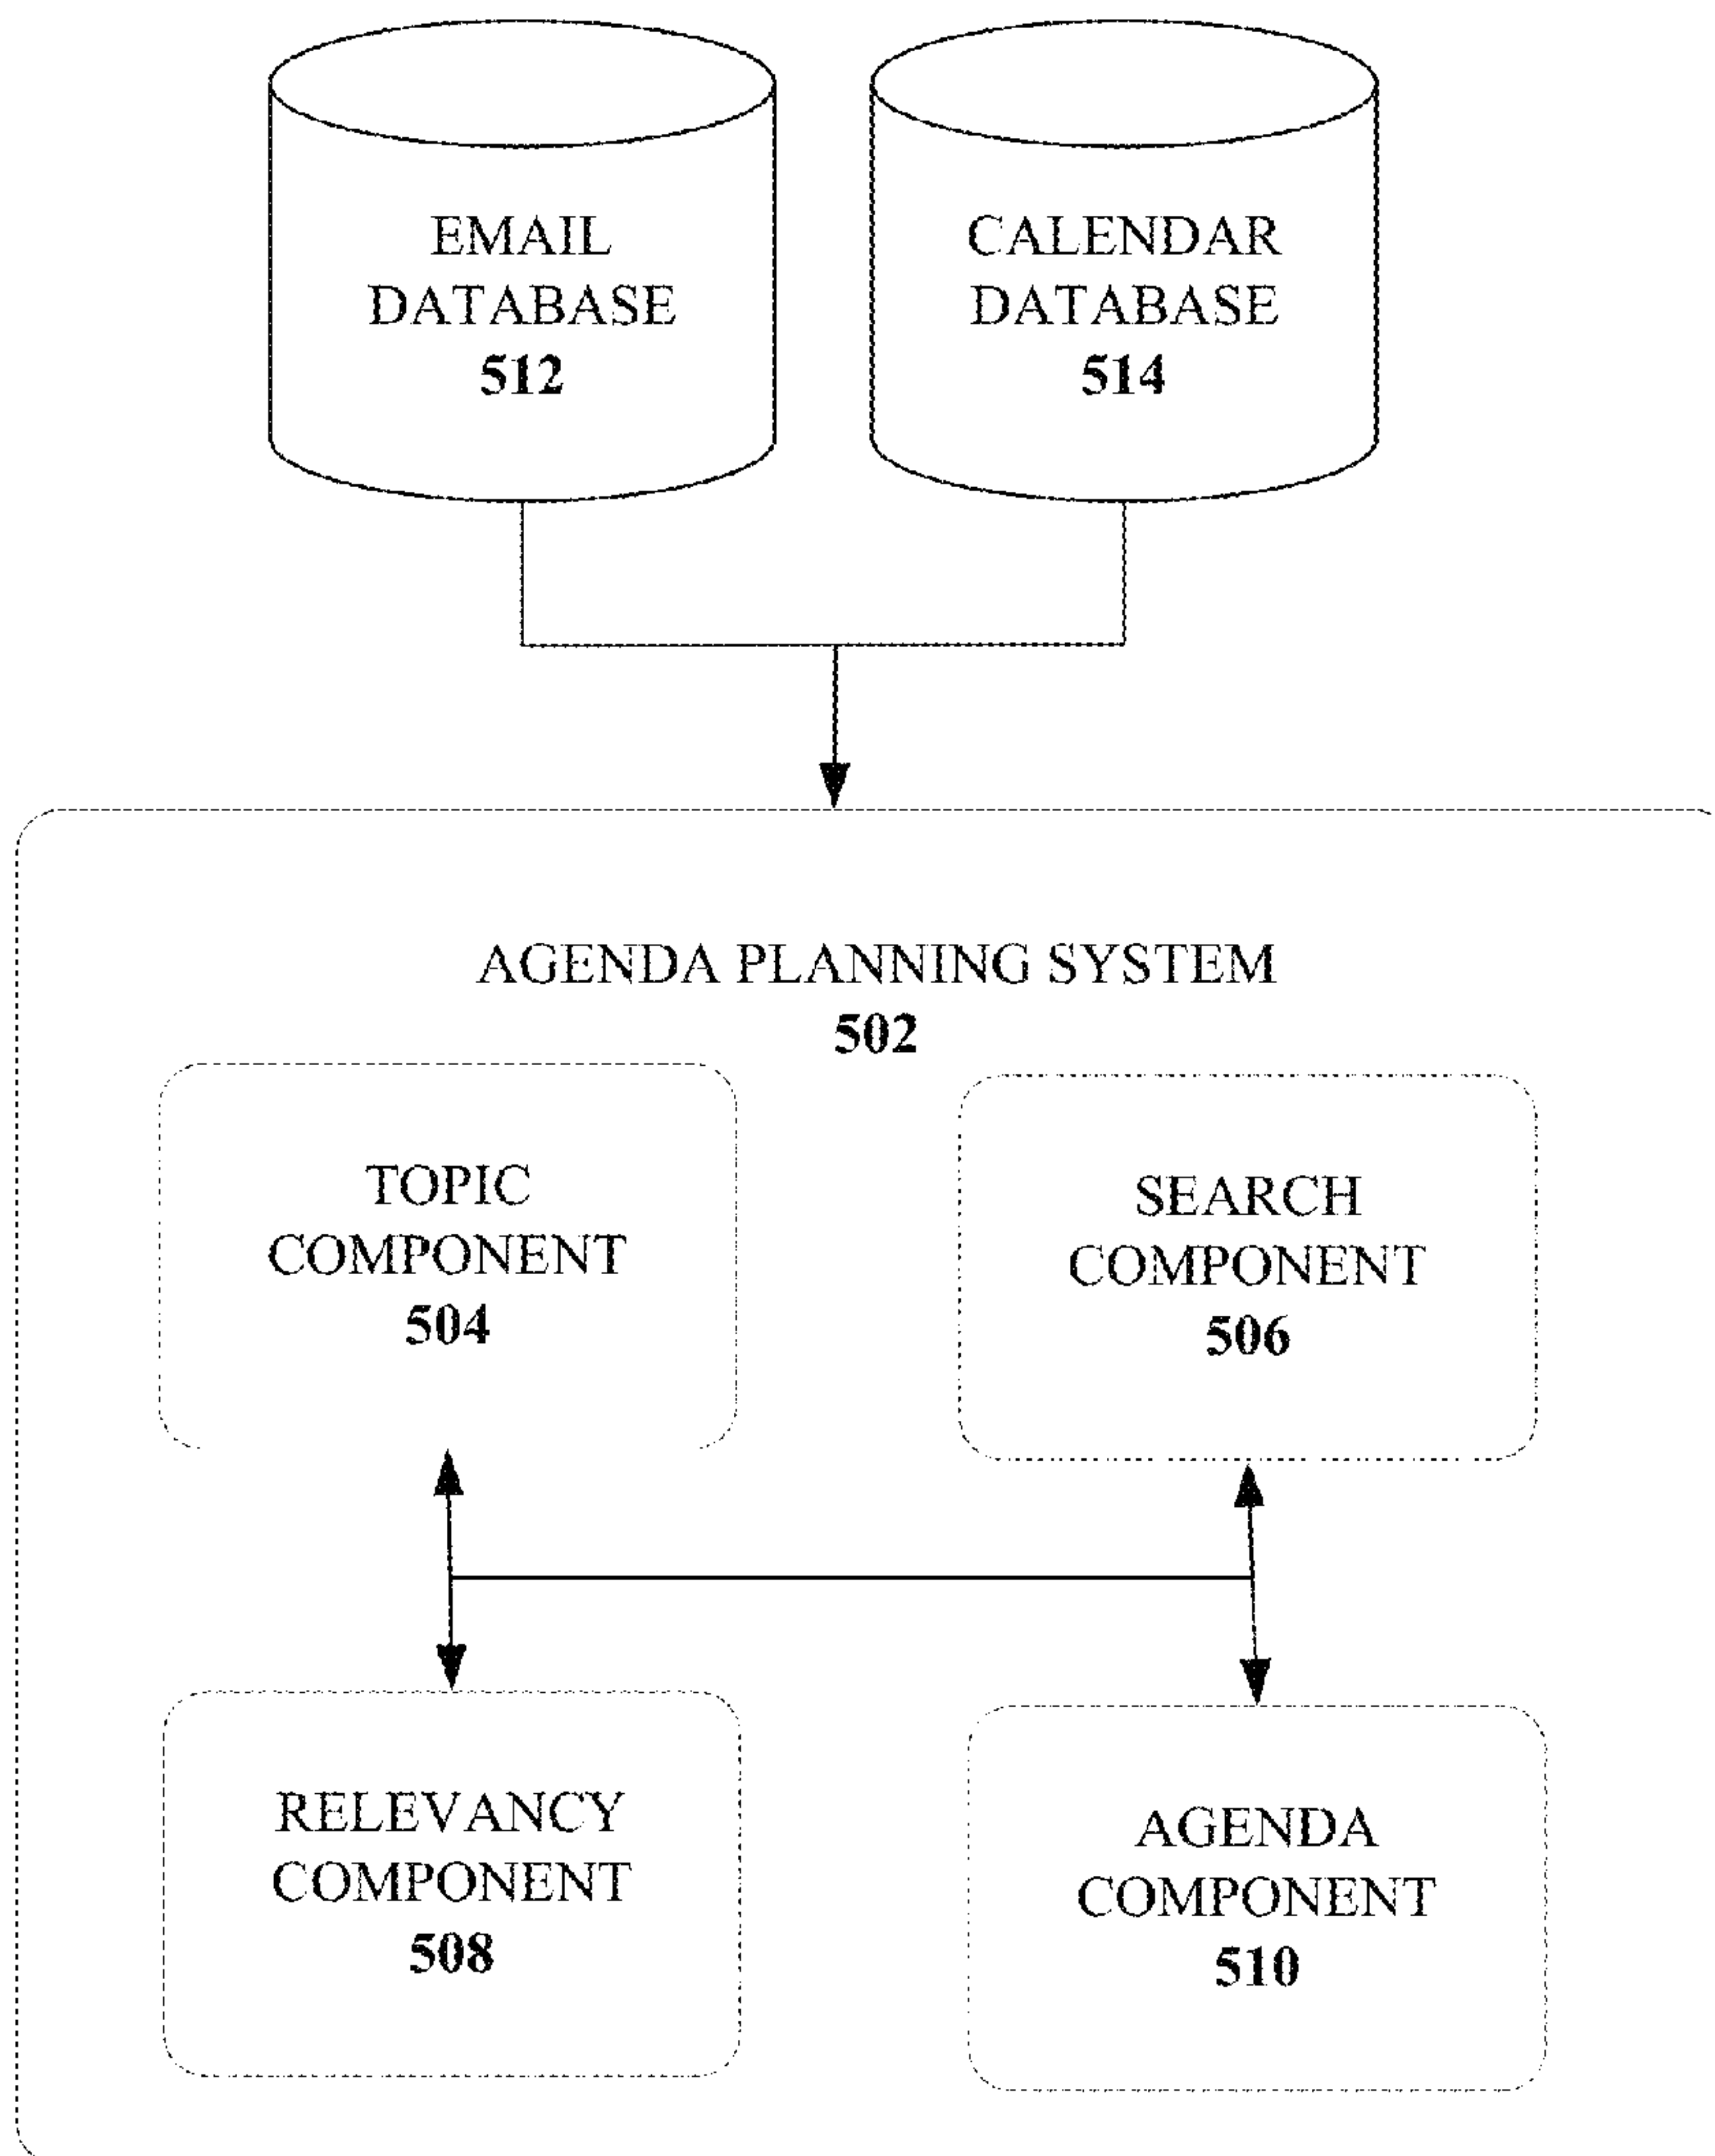 EMAIL
DATABASE
512
CALENDAR
DATABASE
514
AGENDA PLANNING SYSTEM
502
TOPIC
COMPONENT
504
SEARCH
COMPONENT
506
RELEVANCY
COMPONENT
508
AGENDA
COMPONENT
510